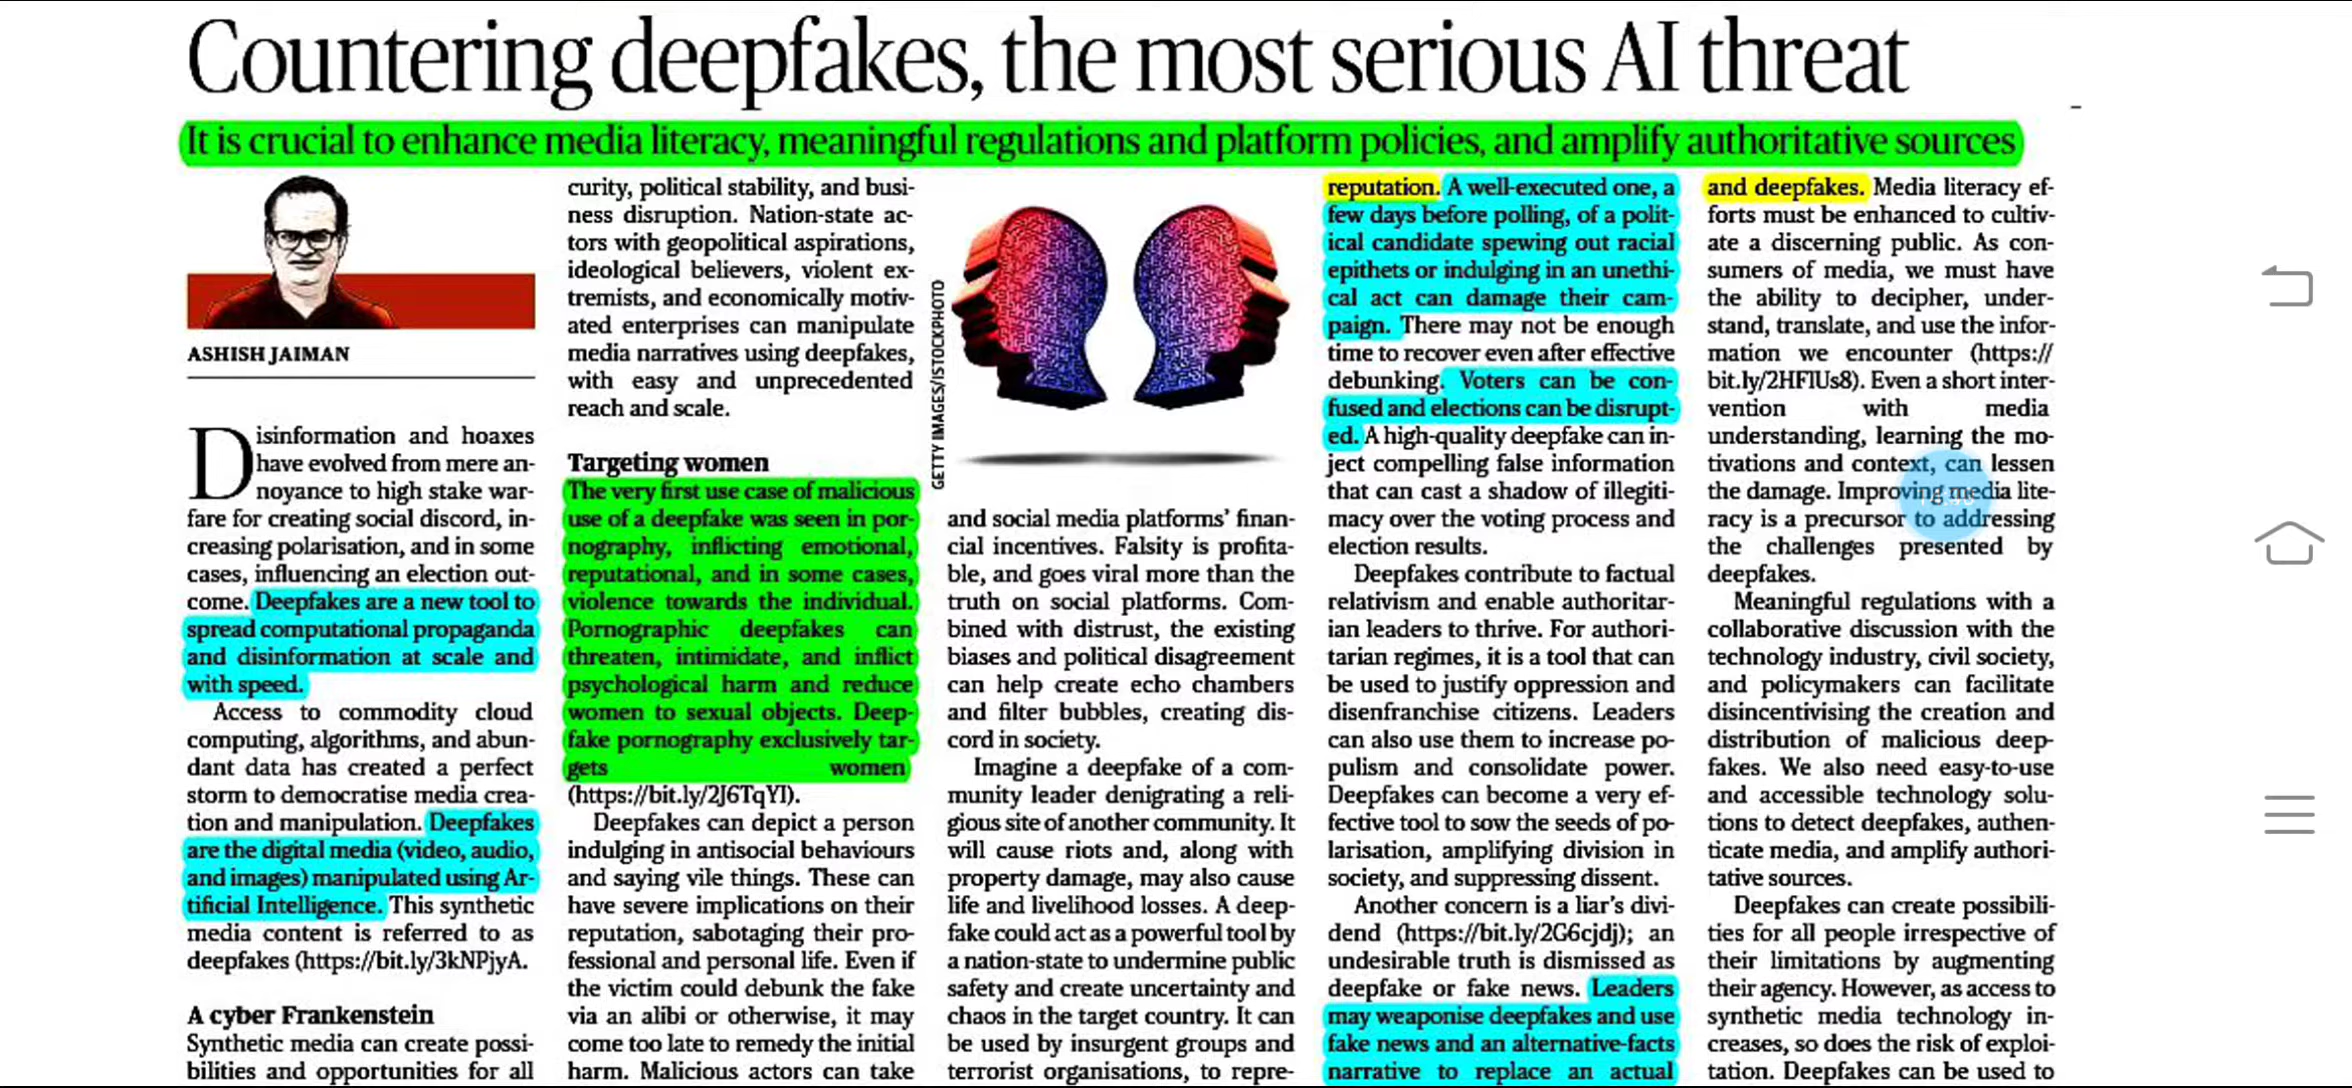 Countering deepfakes, the most serious AI threat
It is crucial to enhance media literacy, meaningful regulations and platform policies, and amplify authoritative sources
ASHISH JAIMAN
Disinformation and hoaxes
have evolved from mere an-
noyance to high stake war-
fare for creating social discord, in-
creasing polarisation, and in some
cases, influencing an election out-
come. Deepfakes are a new tool to
spread computational propaganda
and disinformation at scale and
with speed.
Access to commodity cloud
computing, algorithms, and abun-
dant data has created a perfect
storm to democratise media crea-
tion and manipulation. Deepfakes
are the digital media (video, audio,
and images) manipulated using Ar-
tificial Intelligence. This synthetic
media content is referred to as
deepfakes (https://bit.ly/3kNPjyA.
A cyber Frankenstein
Synthetic media can create possi-
bilities and opportunities for all
curity, political stability, and busi-
ness disruption. Nation-state ac-
tors with geopolitical aspirations,
ideological believers, violent ex-
tremists, and economically motiv-
ated enterprises can manipulate
media narratives using deepfakes,
with easy and unprecedented
reach and scale.
Targeting women
The very first use case of malicious
use of a deepfake was seen in por-
nography, inflicting emotional,
reputational, and in some cases,
violence towards the individual.
Pornographic deepfakes can
threaten, intimidate, and inflict
psychological harm and reduce
women to sexual objects. Deep-
fake pornography exclusively tar-
gets women
(https://bit.ly/2J6TqYl).
Deepfakes can depict a person
indulging in antisocial behaviours
and saying vile things. These can
have severe implications on their
reputation, sabotaging their pro-
fessional and personal life. Even if
the victim could debunk the fake
via an alibi or otherwise, it may
come too late to remedy the initial
harm. Malicious actors can take
GETTY IMAGES/ISTOCKPHOTO
and social media platforms' finan-
cial incentives. Falsity is profita-
ble, and goes viral more than the
truth on social platforms. Com-
bined with distrust, the existing
biases and political disagreement
can help create echo chambers
and filter bubbles, creating dis-
cord in society.
Imagine a deepfake of a com-
munity leader denigrating a reli-
gious site of another community. It
will cause riots and, along with
property damage, may also cause
life and livelihood losses. A deep-
fake could act as a powerful tool by
a nation-state to undermine public
safety and create uncertainty and
chaos in the target country. It can
be used by insurgent groups and
terrorist organisations, to repre-
reputation. A well-executed one, a
few days before polling, of a polit-
ical candidate spewing out racial
epithets or indulging in an unethi-
cal act can damage their cam-
paign. There may not be enough
time to recover even after effective
debunking. Voters can be con-
fused and elections can be disrupt-
ed. A high-quality deepfake can in-
ject compelling false information
that can cast a shadow of illegiti-
macy over the voting process and
election results.
Deepfakes contribute to factual
relativism and enable authoritar-
ian leaders to thrive. For authori-
tarian regimes, it is a tool that can
be used to justify oppression and
disenfranchise citizens. Leaders
can also use them to increase po-
pulism and consolidate power.
Deepfakes can become a very ef-
fective tool to sow the seeds of po-
larisation, amplifying division in
society, and suppressing dissent.
Another concern is a liar's divi-
dend (https://bit.ly/2G6cjdj); an
undesirable truth is dismissed as
deepfake or fake news. Leaders
may weaponise deepfakes and use
fake news and an alternative-facts
narrative to replace an actual
and deepfakes. Media literacy ef-
forts must be enhanced to cultiv-
ate a discerning public. As con-
sumers of media, we must have
the ability to decipher, under-
stand, translate, and use the infor-
mation we encounter (https://
bit.ly/2HF1Us8). Even a short inter-
vention with media
understanding, learning the mo-
tivations and context, can lessen
the damage. Improving media lite-
racy is a precursor to addressing
the challenges presented by
deepfakes.
Meaningful regulations with a
collaborative discussion with the
technology industry, civil society,
and policymakers can facilitate
disincentivising the creation and
distribution of malicious deep-
fakes. We also need easy-to-use
and accessible technology solu-
tions to detect deepfakes, authen-
ticate media, and amplify authori-
tative sources.
Deepfakes can create possibili-
ties for all people irrespective of
their limitations by augmenting
their agency. However, as access to
synthetic media technology in-
creases, so does the risk of exploi-
tation. Deepfakes can be used to